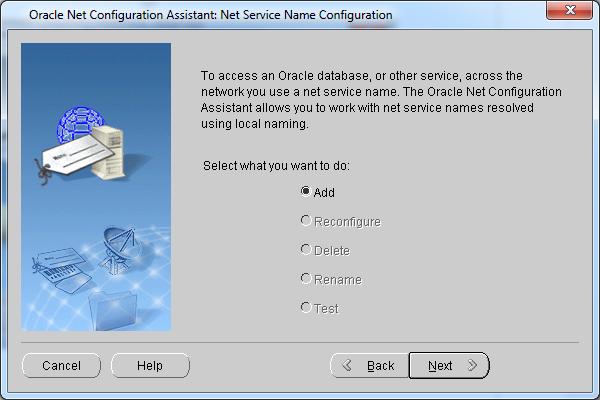 Oracle Net Configuration Assistant: Net Service Name Configuration
To access an Oracle database, or other service, across the
network you use a net service name. The Oracle Net Configuration
Assistant allows you to work with net service names resolved
using local naming.
Select what you want to do:
Add
Reconfigure
Delete
Rename
Test
Cancel
Help
Back
Next